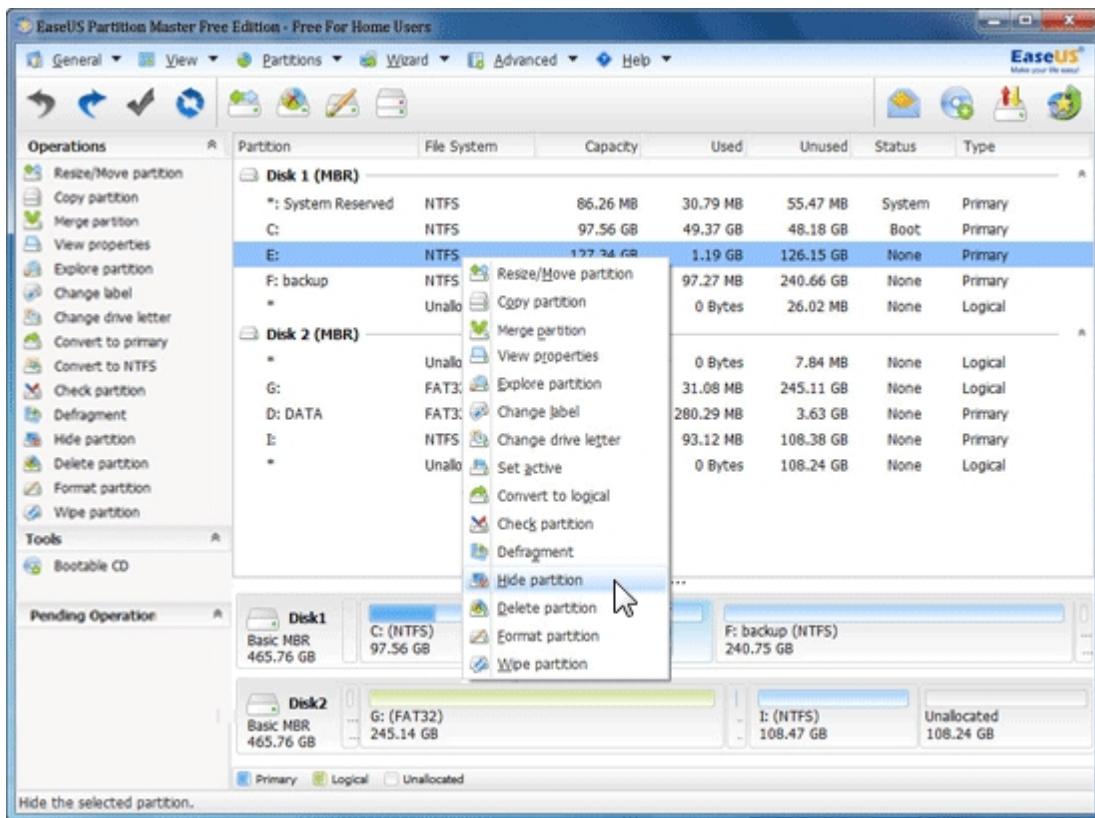 EaseUS Partition Master Free Edition - Free For Home Users
General View Partitions Wizard Advanced Help EaseUS
Make your life easy!
Operations Partition File System Capacity Used Unused Status Type
Resize/Move partition Disk 1 (MBR)
Copy partition *: System Reserved NTFS 86.26 MB 30.79 MB 55.47 MB System Primary
Merge partition C: NTFS 97.56 GB 49.37 GB 48.18 GB Boot Primary
View properties E: NTFS 127.34 GB 1.19 GB 126.15 GB None Primary
Explore partition F: backup NTFS 97.27 MB 240.66 GB None Primary
Change label * Unallo 0 Bytes 26.02 MB None Logical
Change drive letter Disk 2 (MBR)
Convert to primary * Unallo 0 Bytes 7.84 MB None Logical
Convert to NTFS G: FAT32 31.08 MB 245.11 GB None Logical
Check partition D: DATA FAT32 280.29 MB 3.63 GB None Primary
Defragment I: NTFS 93.12 MB 108.38 GB None Primary
Hide partition * Unallo 0 Bytes 108.24 GB None Logical
Delete partition
Format partition
Wipe partition
Tools
Bootable CD
Pending Operation
Resize/Move partition
Copy partition
Merge partition
View properties
Explore partition
Change label
Change drive letter
Set active
Convert to logical
Check partition
Defragment
Hide partition
Delete partition
Format partition
Wipe partition
Disk1
Basic MBR
465.76 GB
C: (NTFS)
97.56 GB
F: backup (NTFS)
240.75 GB
Disk2
Basic MBR
465.76 GB
G: (FAT32)
245.14 GB
I: (NTFS)
108.47 GB
Unallocated
108.24 GB
Primary Logical Unallocated
Hide the selected partition.